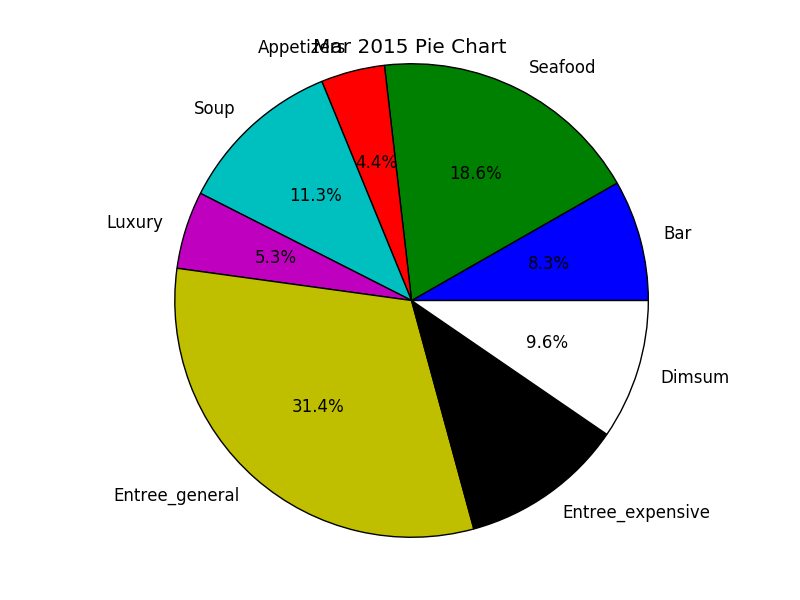 Mar 2015 Pie Chart
Appetizers
Seafood
Soup
4.4%
18.6%
11.3%
Luxury
Bar
5.3%
8.3%
9.6%
Dimsum
31.4%
Entree_general
Entree_expensive